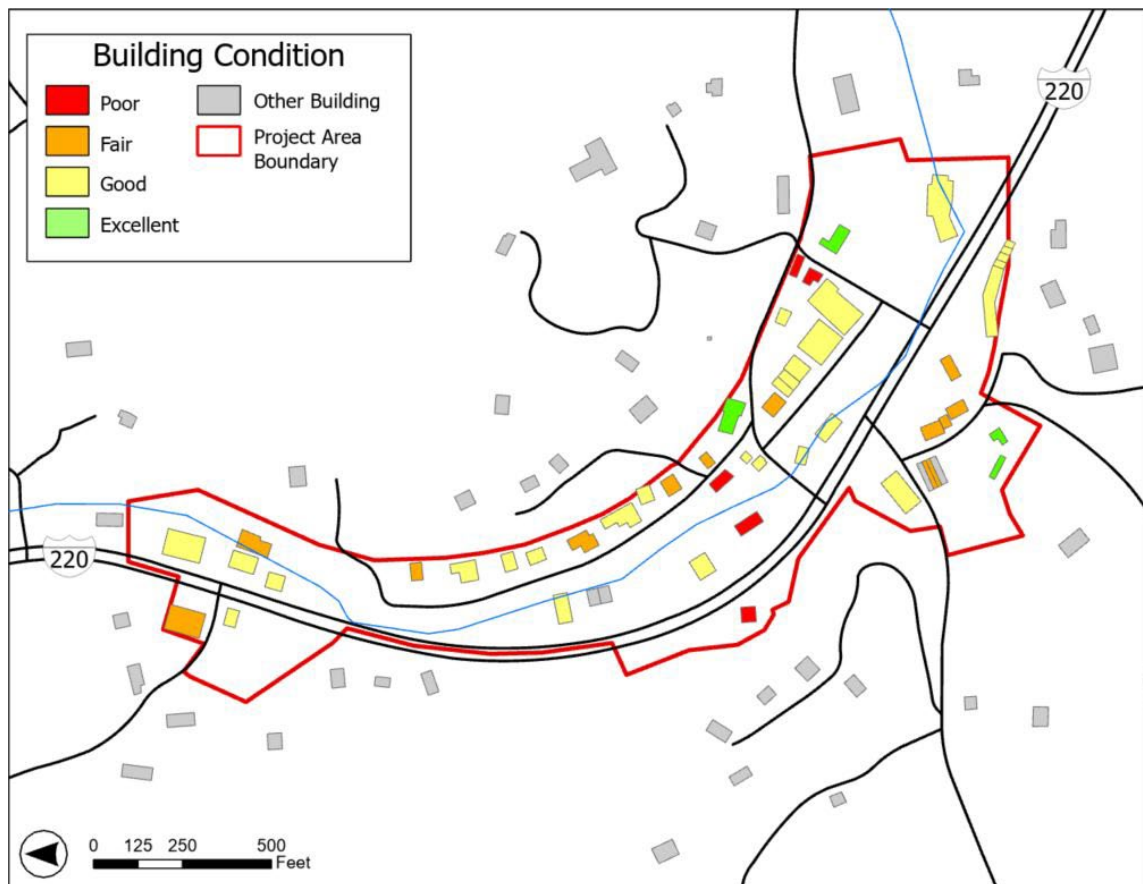 Building Condition
Poor
Fair
Good
Excellent
Other Building
Project Area
Boundary
220
220
0 125 250 500
Feet